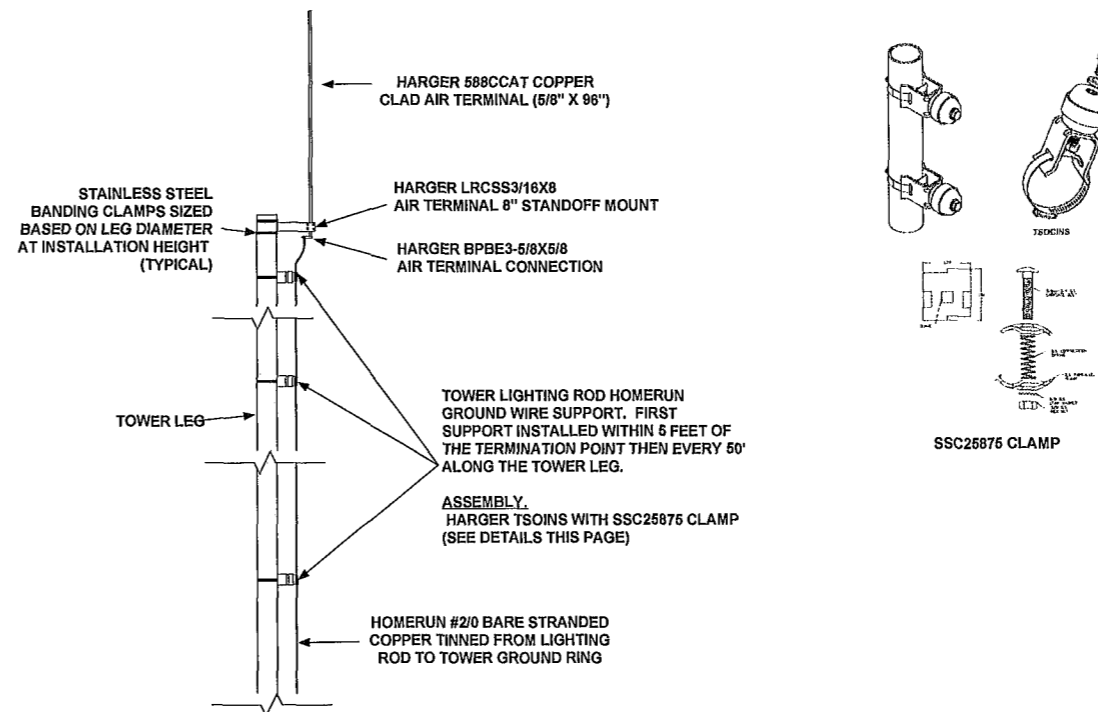 HARGER 588CCAT COPPER
CLAD AIR TERMINAL (5/8" X 96")
STAINLESS STEEL
BANDING CLAMPS SIZED
BASED ON LEG DIAMETER
AT INSTALLATION HEIGHT
(TYPICAL)
HARGER LRCSS3/16X8
AIR TERMINAL 8" STANDOFF MOUNT
HARGER BPBE3-5/8X5/8
AIR TERMINAL CONNECTION
TOWER LEG
TOWER LIGHTING ROD HOMERUN
GROUND WIRE SUPPORT. FIRST
SUPPORT INSTALLED WITHIN 5 FEET OF
THE TERMINATION POINT THEN EVERY 50'
ALONG THE TOWER LEG.
ASSEMBLY.
HARGER TSOINS WITH SSC25875 CLAMP
(SEE DETAILS THIS PAGE)
HOMERUN #2/0 BARE STRANDED
COPPER TINNED FROM LIGHTING
ROD TO TOWER GROUND RING
SSC25875 CLAMP